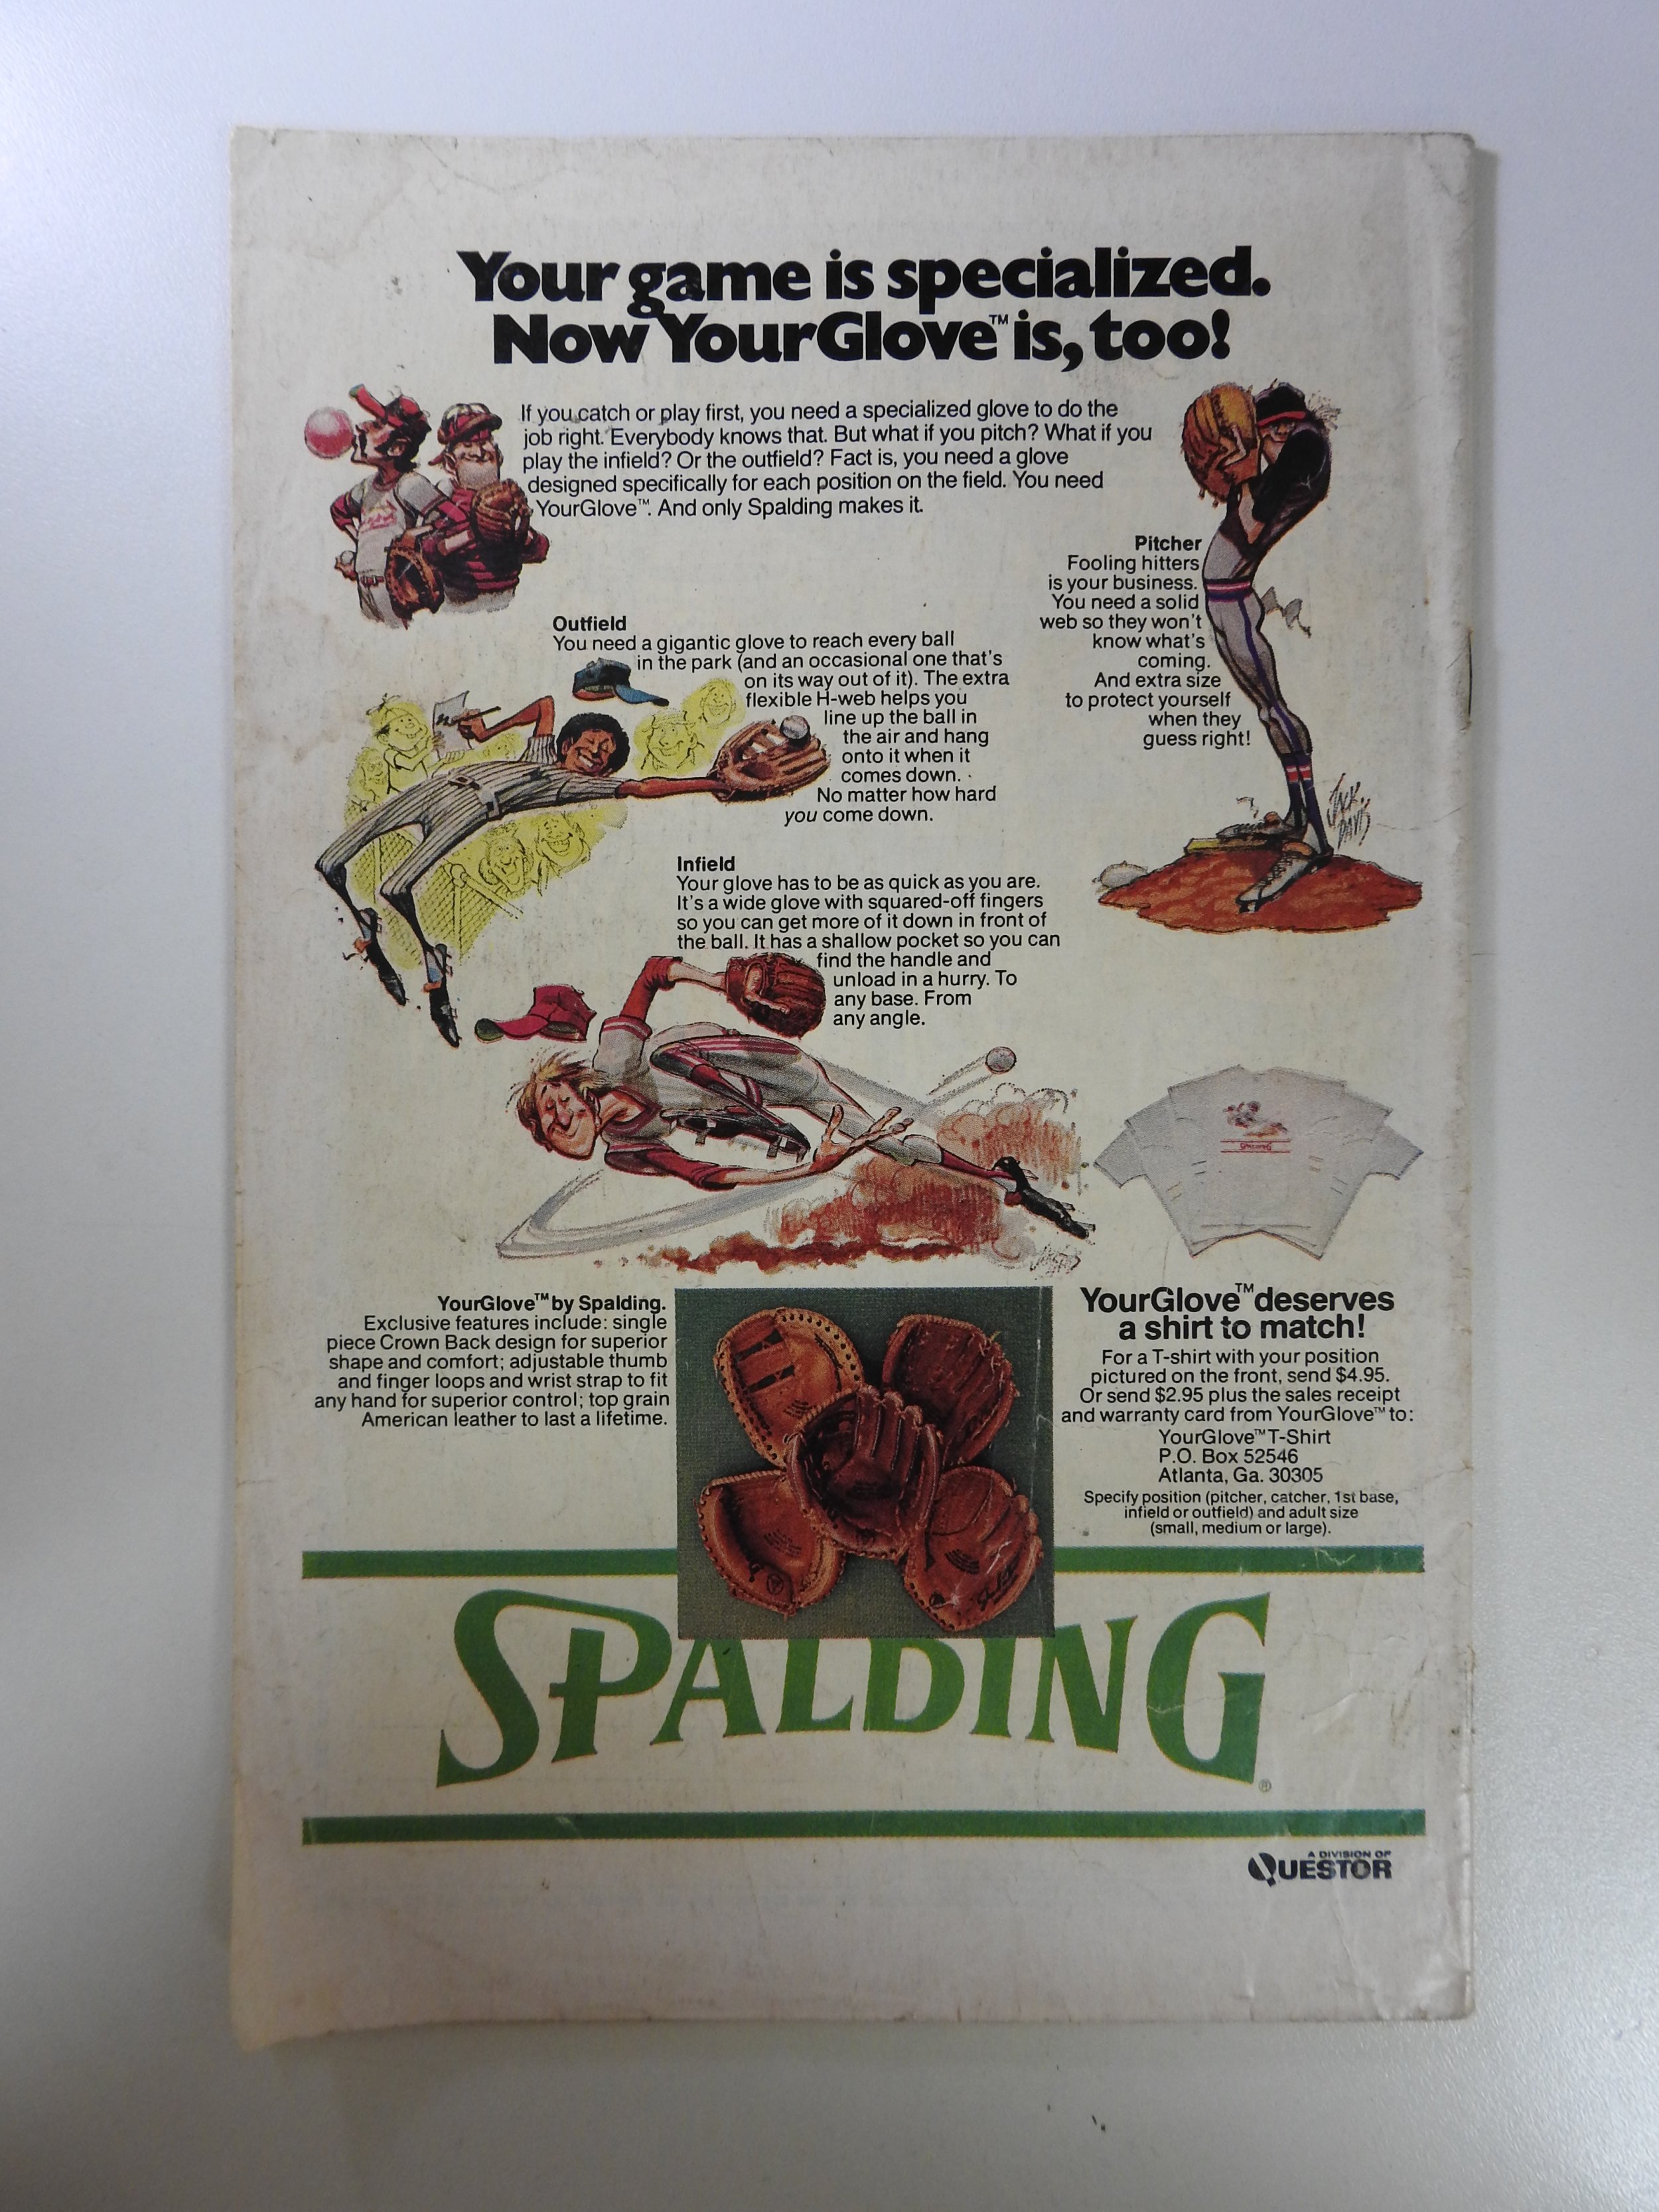 Your game is specialized.
Now YourGlove™ is, too!
If you catch or play first, you need a specialized glove to do the
job right. Everybody knows that. But what if you pitch? What if you
play the infield? Or the outfield? Fact is, you need a glove
designed specifically for each position on the field. You need
YourGlove™. And only Spalding makes it.
Pitcher
Fooling hitters
is your business.
You need a solid
web so they won't
know what's
coming.
And extra size
to protect yourself
when they
guess right!
JACK
DAVIS
Outfield
You need a gigantic glove to reach every ball
in the park (and an occasional one that's
on its way out of it). The extra
flexible H-web helps you
line up the ball in
the air and hang
onto it when it
comes down.
No matter how hard
you come down.
Infield
Your glove has to be as quick as you are.
It's a wide glove with squared-off fingers
so you can get more of it down in front of
the ball. It has a shallow pocket so you can
find the handle and
unload in a hurry. To
any base. From
any angle.
SPALDING
YourGlove™ by Spalding.
Exclusive features include: single
piece Crown Back design for superior
shape and comfort; adjustable thumb
and finger loops and wrist strap to fit
any hand for superior control; top grain
American leather to last a lifetime.
YourGlove™ deserves
a shirt to match!
For a T-shirt with your position
pictured on the front, send $4.95.
Or send $2.95 plus the sales receipt
and warranty card from YourGlove™ to:
YourGlove™ T-Shirt
P.O. Box 52546
Atlanta, Ga. 30305
Specify position (pitcher, catcher, 1st base,
infield or outfield) and adult size
(small, medium or large).
SPALDING®
A DIVISION OF
QUESTOR